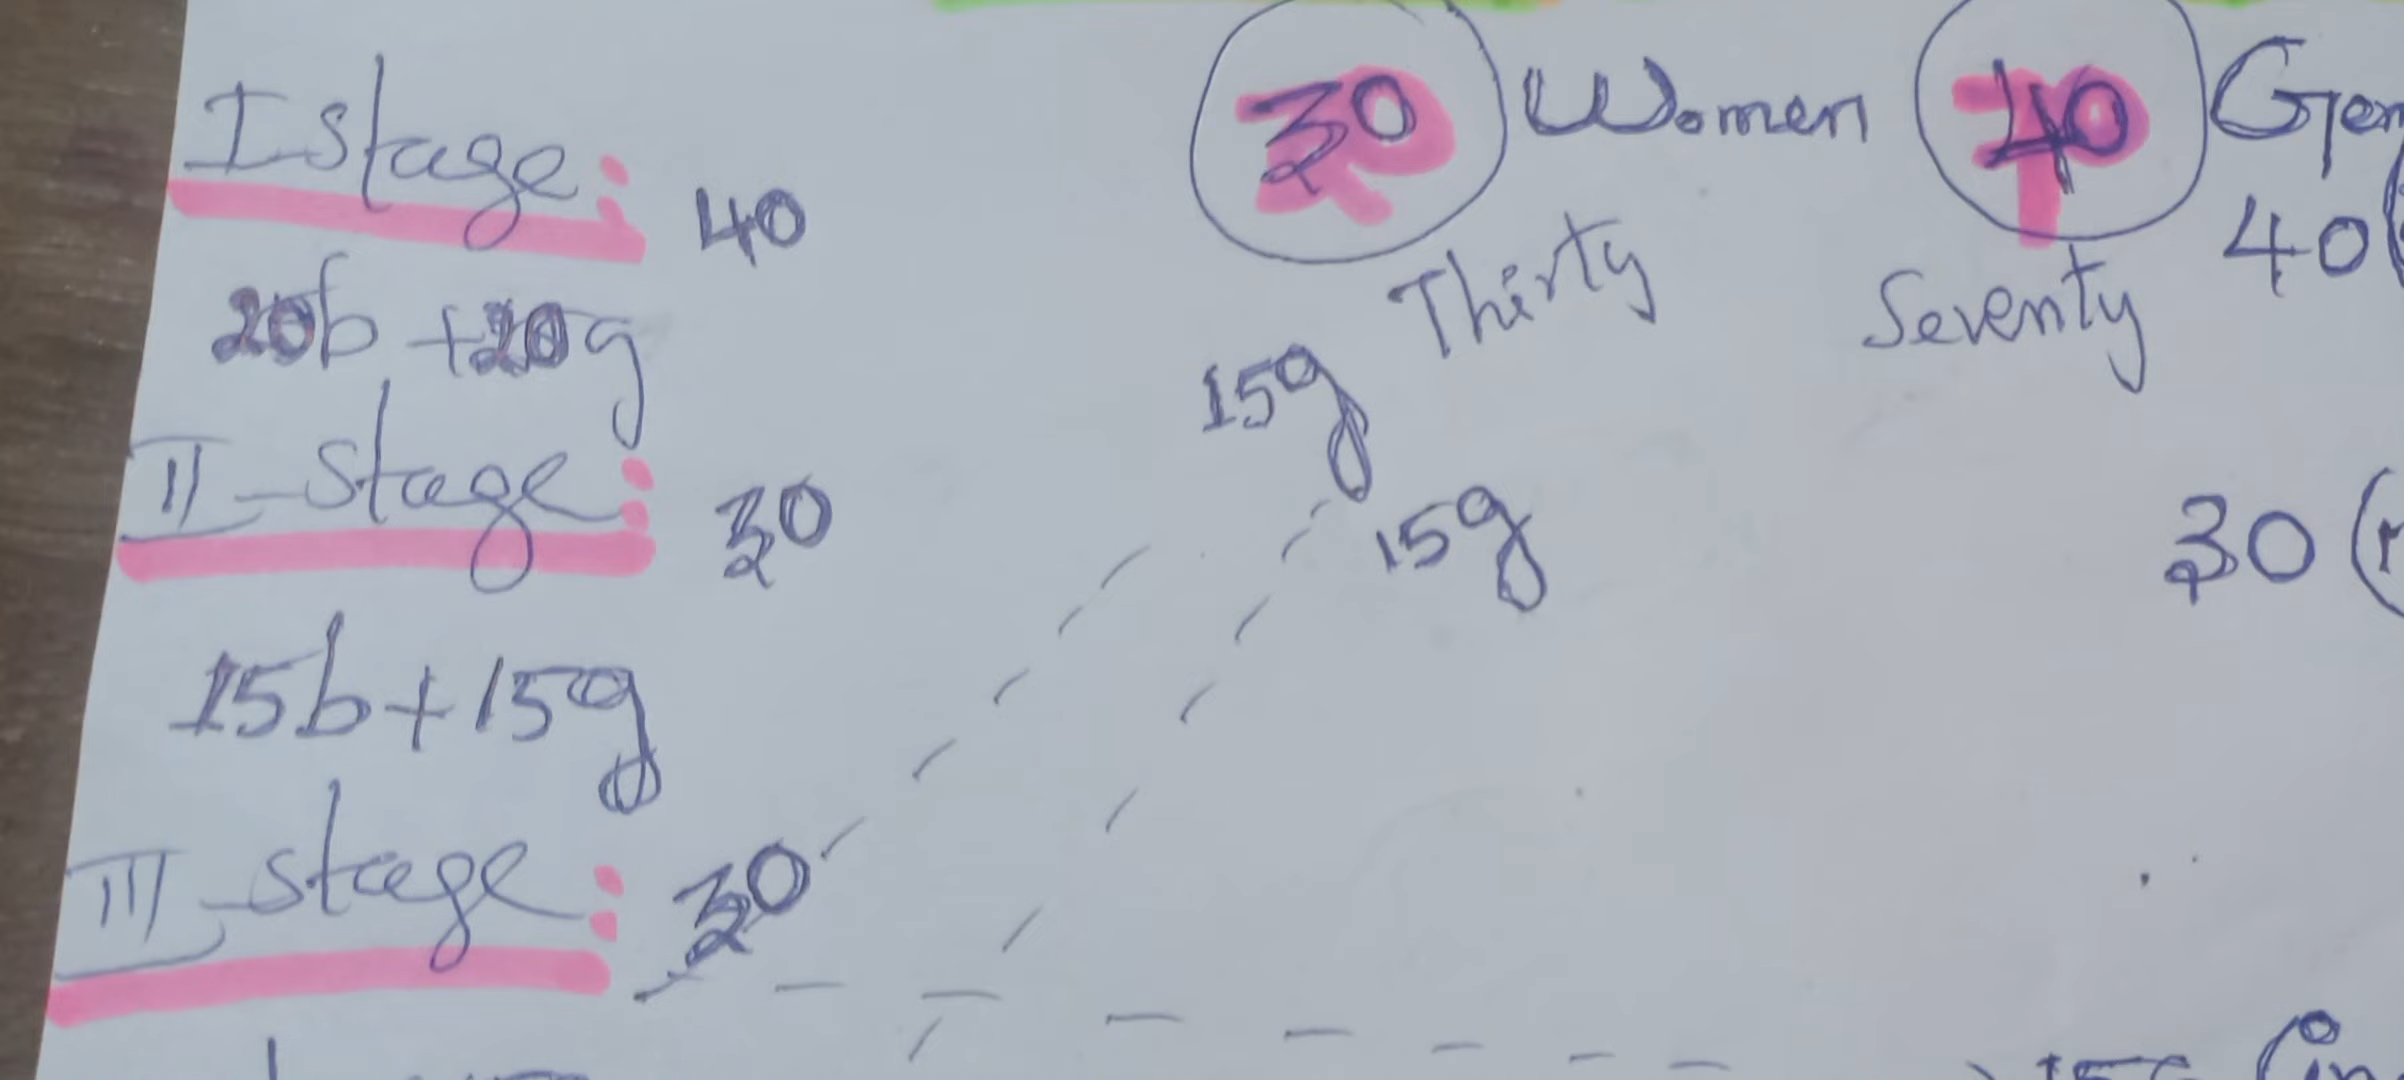 I stage: 40
20b + 20g
II stage: 30
15b + 15g
III stage: 30
30 Women
Thirty
15g
15g
70
Seventy
40
30